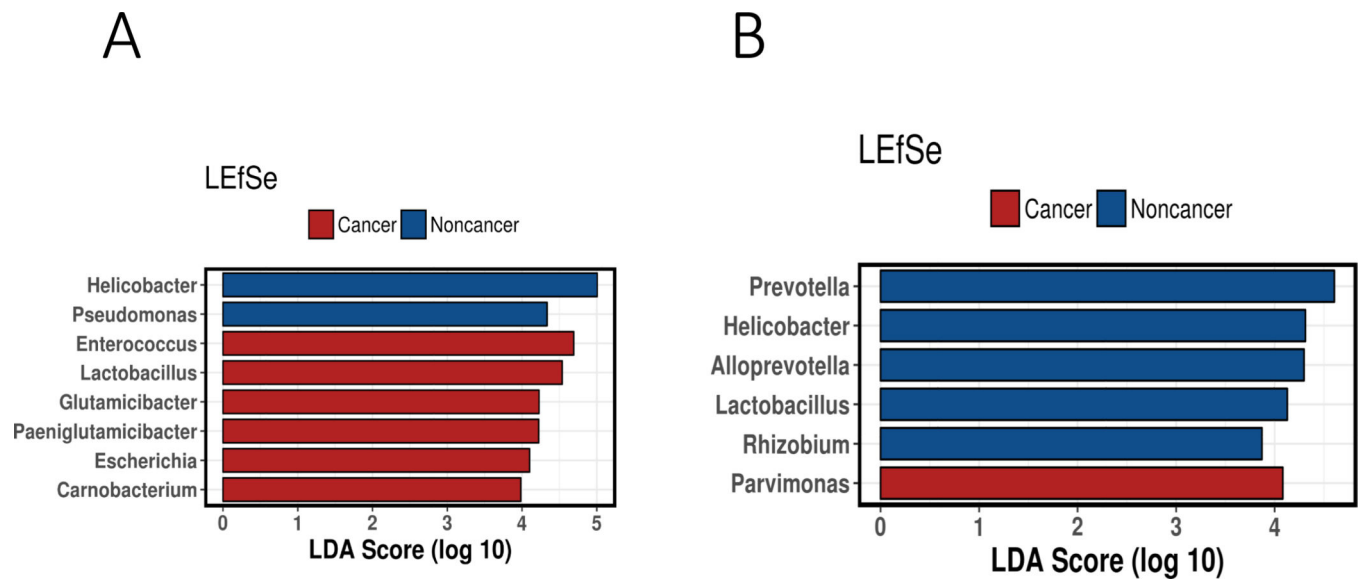 A
LEfSe
Cancer Noncancer
Helicobacter
Pseudomonas
Enterococcus
Lactobacillus
Glutamicibacter
Paeniglutamicibacter
Escherichia
Carnobacterium
0 1 2 3 4 5
LDA Score (log 10)
B
LEfSe
Cancer Noncancer
Prevotella
Helicobacter
Alloprevotella
Lactobacillus
Rhizobium
Parvimonas
0 1 2 3 4
LDA Score (log 10)